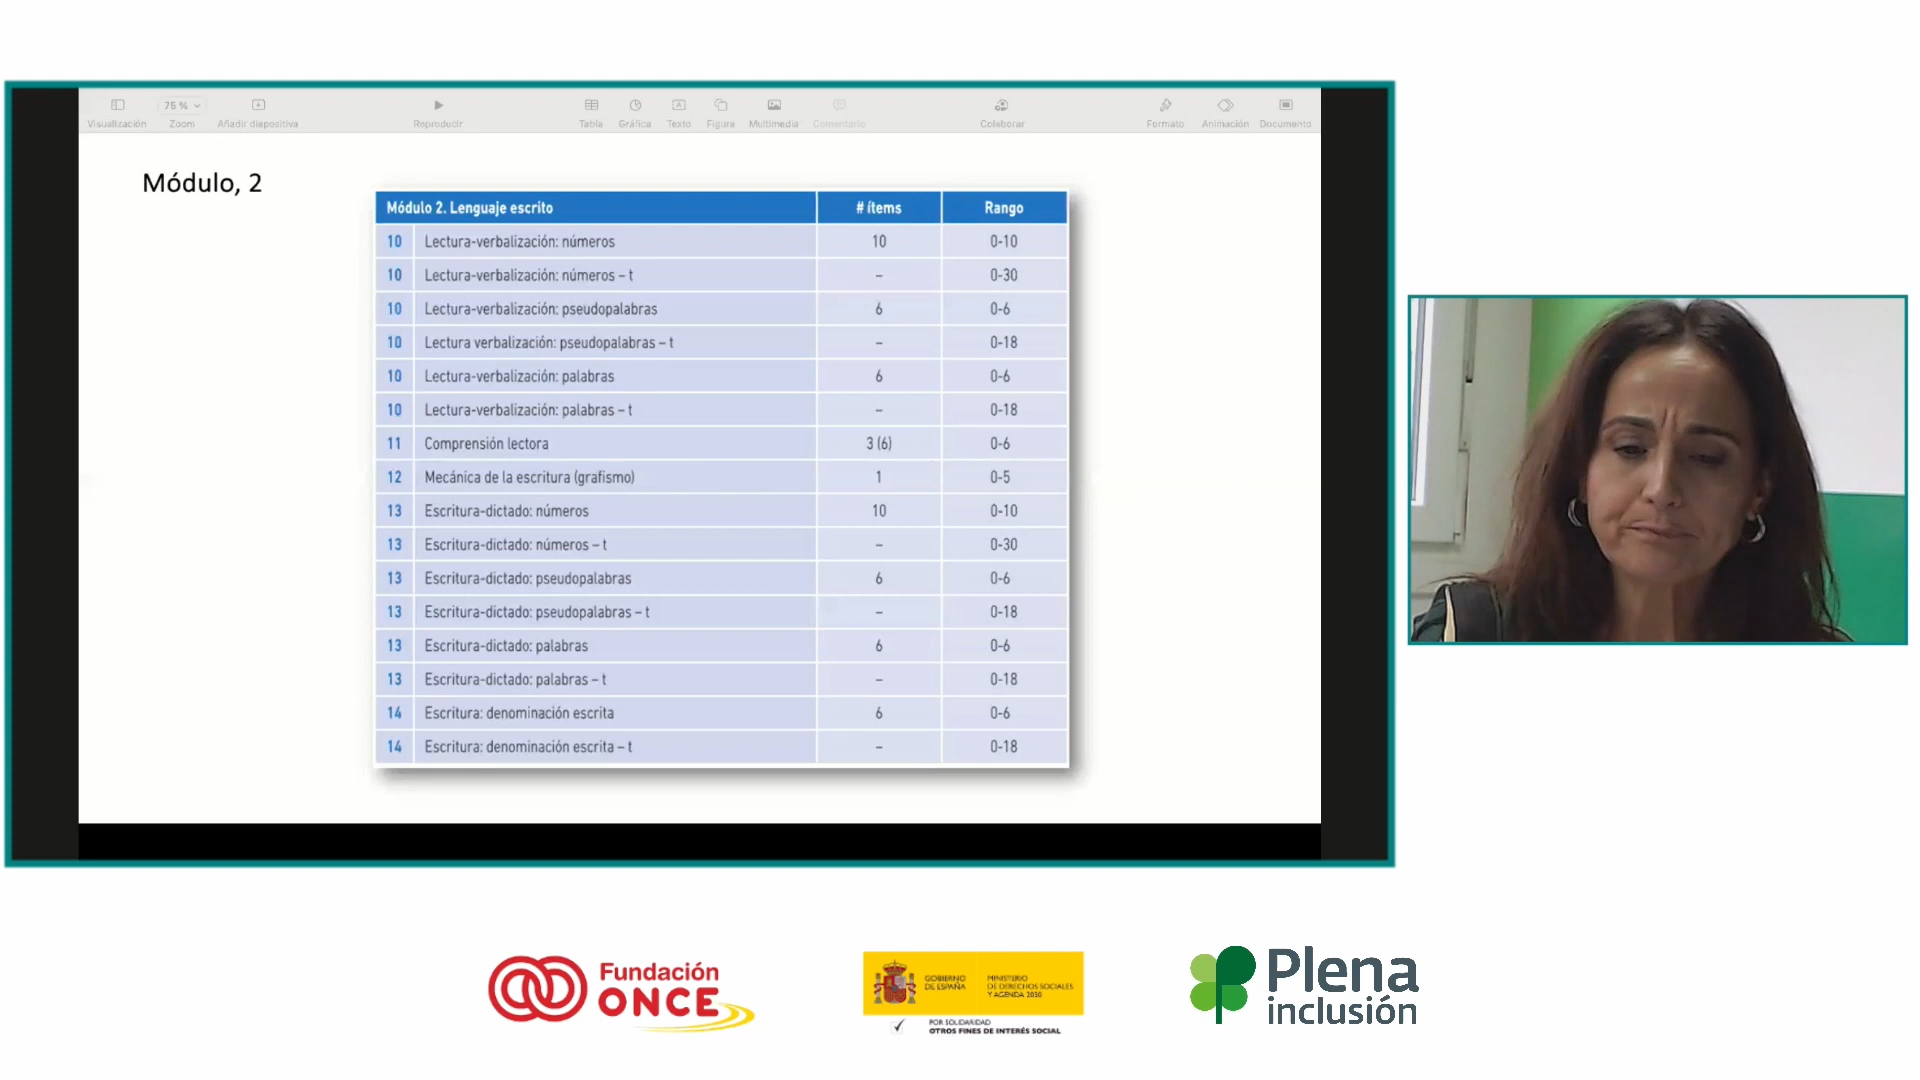 Visualización
75 %
Zoom
Añadir diapositiva
Reproducir
Tabla
Gráfica
Texto
Figura
Multimedia
Comentario
Colaborar
Formato
Animación
Documento
Módulo, 2
Módulo 2. Lenguaje escrito # ítems Rango
10 Lectura-verbalización: números 10 0-10
10 Lectura-verbalización: números – t – 0-30
10 Lectura-verbalización: pseudopalabras 6 0-6
10 Lectura verbalización: pseudopalabras – t – 0-18
10 Lectura-verbalización: palabras 6 0-6
10 Lectura-verbalización: palabras – t – 0-18
11 Comprensión lectora 3 (6) 0-6
12 Mecánica de la escritura (grafismo) 1 0-5
13 Escritura-dictado: números 10 0-10
13 Escritura-dictado: números – t – 0-30
13 Escritura-dictado: pseudopalabras 6 0-6
13 Escritura-dictado: pseudopalabras – t – 0-18
13 Escritura-dictado: palabras 6 0-6
13 Escritura-dictado: palabras – t – 0-18
14 Escritura: denominación escrita 6 0-6
14 Escritura: denominación escrita – t – 0-18
Fundación
ONCE
GOBIERNO
DE ESPAÑA
MINISTERIO
DE DERECHOS SOCIALES
Y AGENDA 2030
POR SOLIDARIDAD
OTROS FINES DE INTERÉS SOCIAL
Plena
inclusión